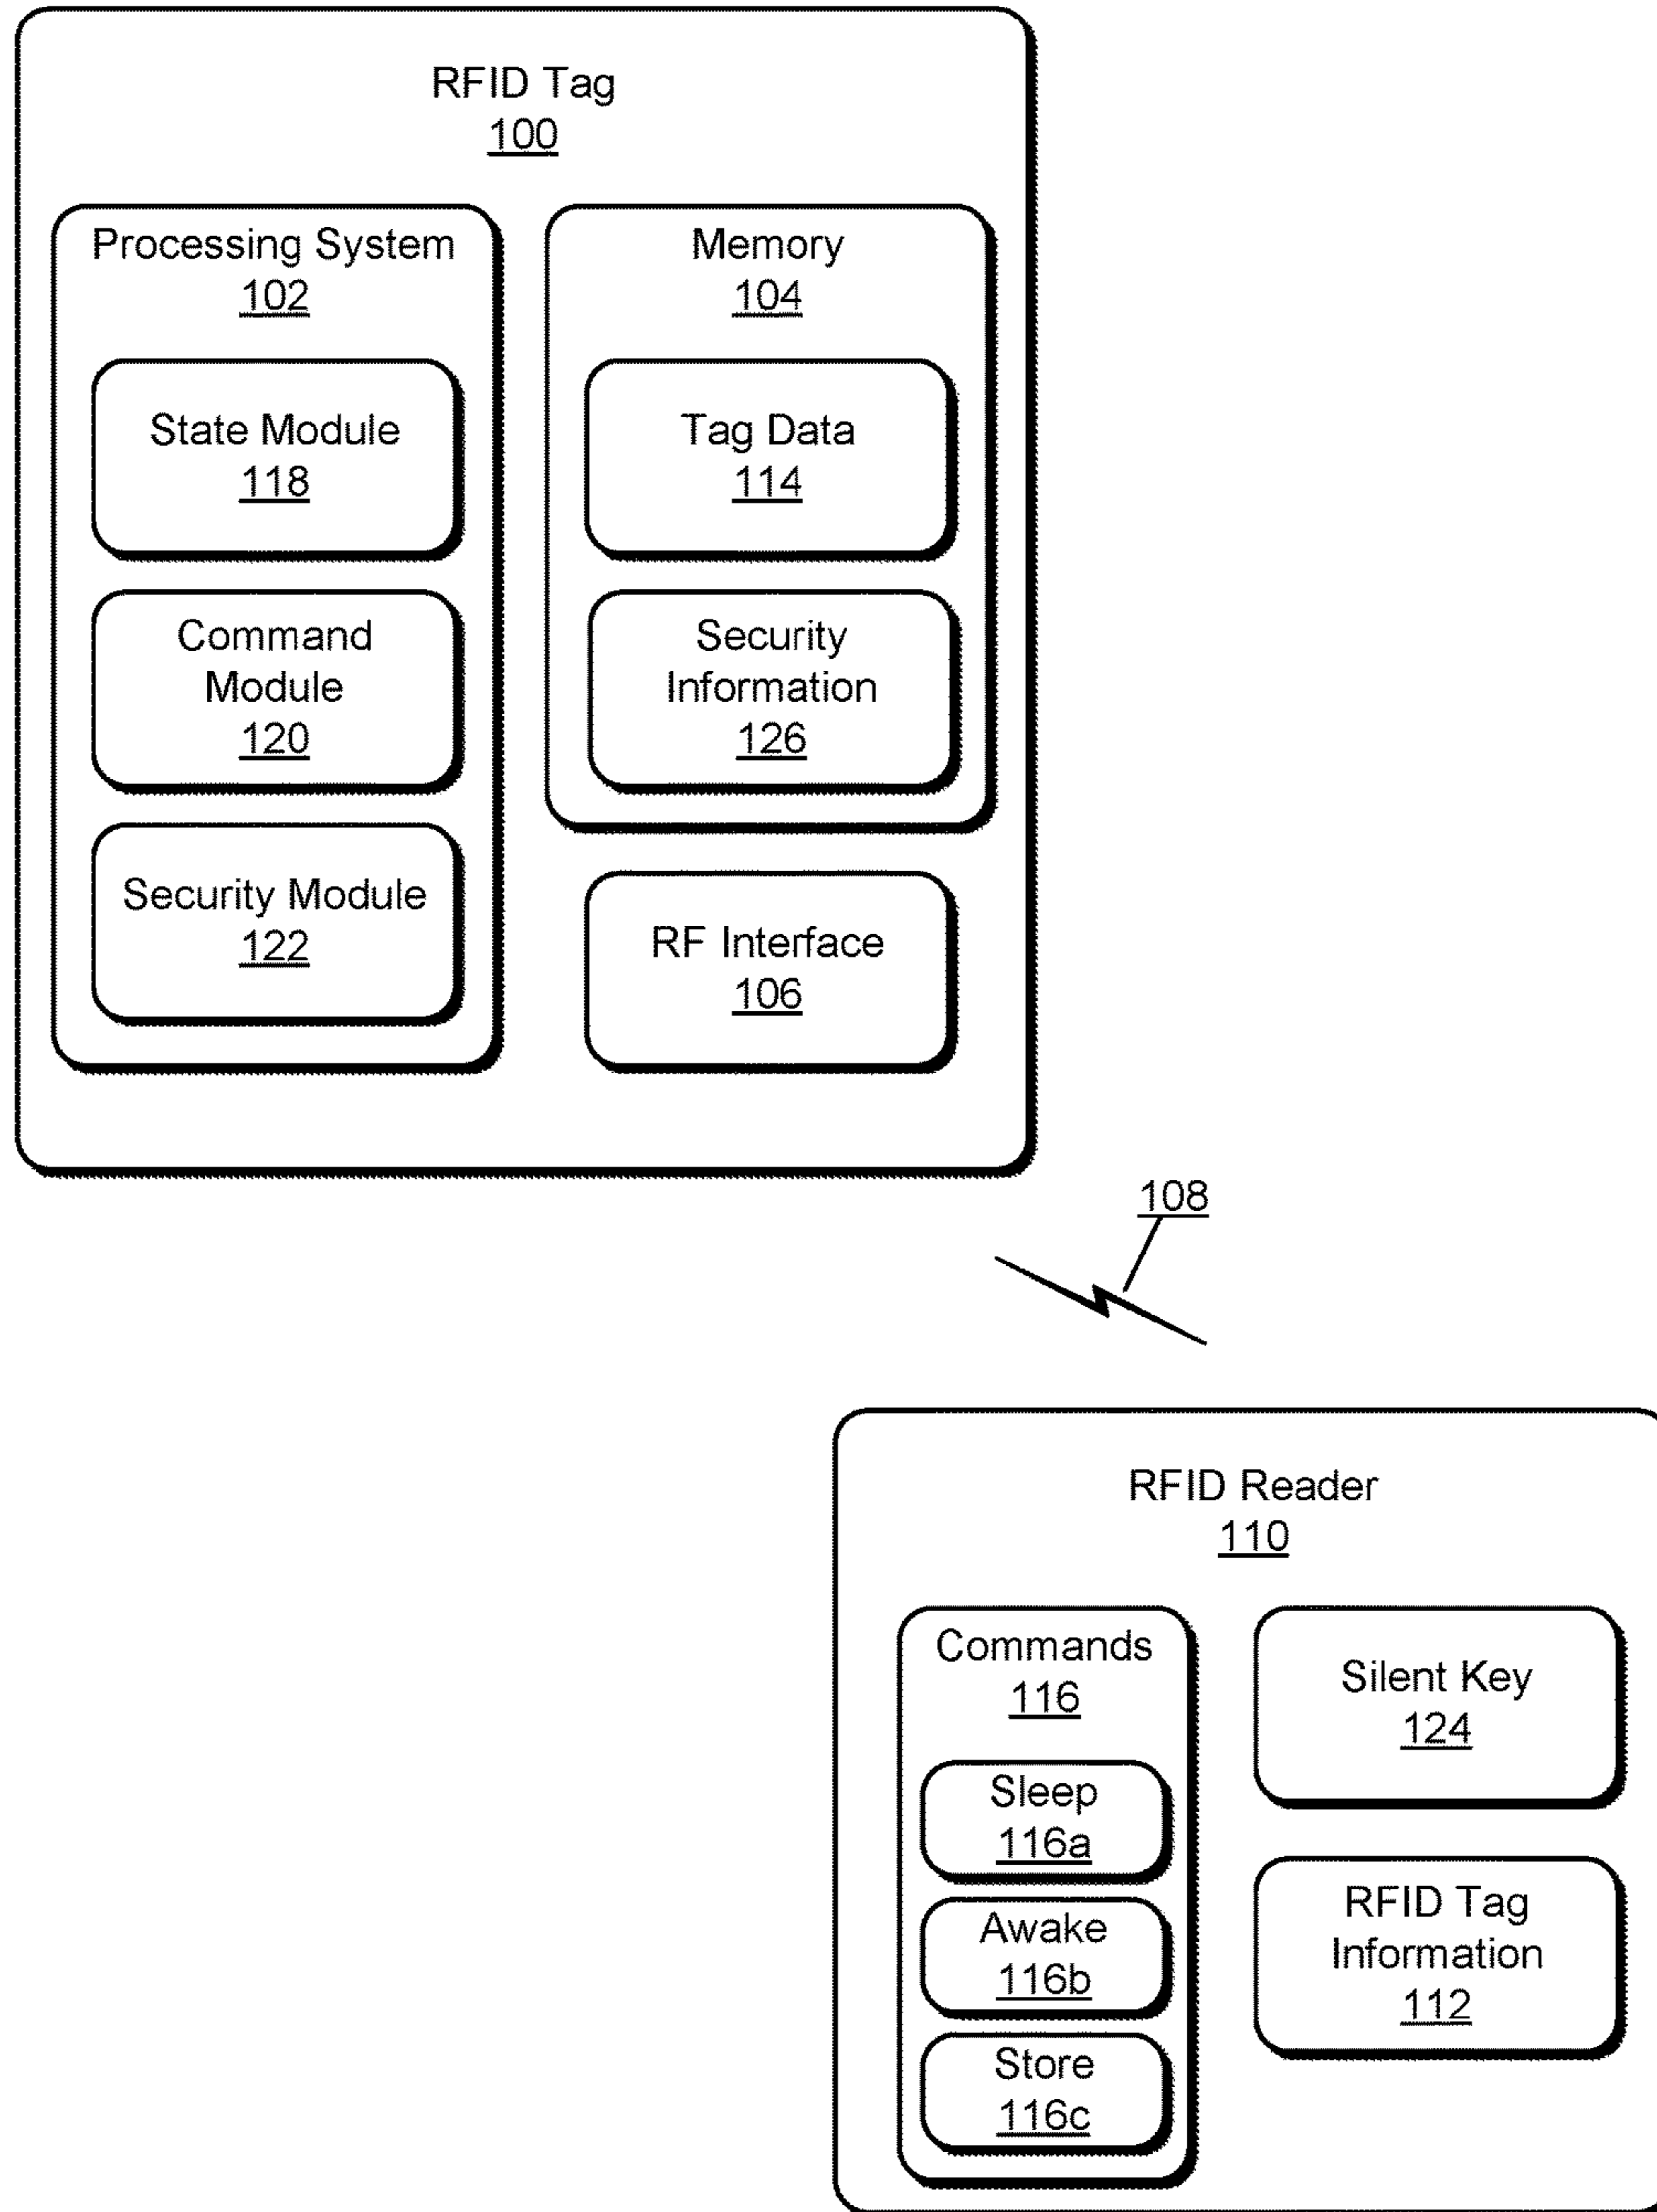 RFID Tag
100
Processing System
102
State Module
118
Command
Module
120
Security Module
122
Memory
104
Tag Data
114
Security
Information
126
RF Interface
106
108
RFID Reader
110
Commands
116
Sleep
116a
Awake
116b
Store
116c
Silent Key
124
RFID Tag
Information
112